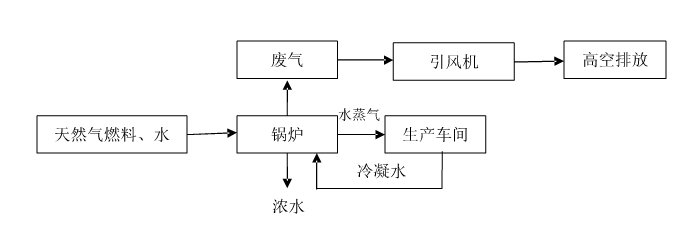 废气
引风机
高空排放
水蒸气
天然气燃料、水
锅炉
生产车间
冷凝水
浓水